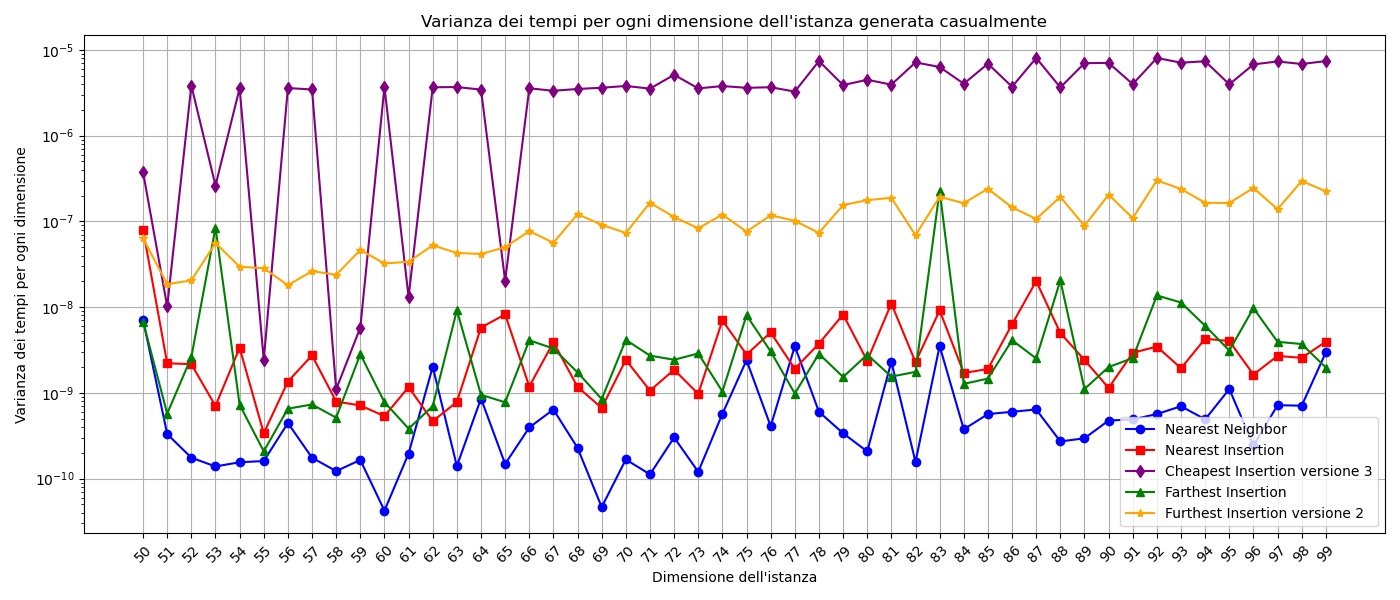 Varianza dei tempi per ogni dimensione dell'istanza generata casualmente
Varianza dei tempi per ogni dimensione
10⁻⁵
10⁻⁶
10⁻⁷
10⁻⁸
10⁻⁹
10⁻¹⁰
Nearest Neighbor
Nearest Insertion
Cheapest Insertion versione 3
Farthest Insertion
Furthest Insertion versione 2
50 51 52 53 54 55 56 57 58 59 60 61 62 63 64 65 66 67 68 69 70 71 72 73 74 75 76 77 78 79 80 81 82 83 84 85 86 87 88 89 90 91 92 93 94 95 96 97 98 99
Dimensione dell'istanza